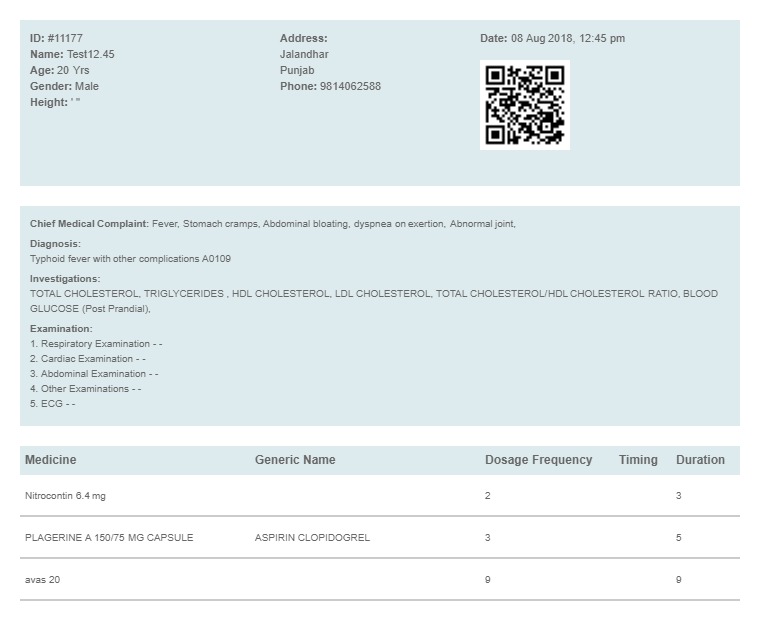 ID: #11177
Name: Test12.45
Age: 20 Yrs
Gender: Male
Height: ' "
Address:
Jalandhar
Punjab
Phone: 9814062588
Date: 08 Aug 2018, 12:45 pm
Chief Medical Complaint: Fever, Stomach cramps, Abdominal bloating, dyspnea on exertion, Abnormal joint,
Diagnosis:
Typhoid fever with other complications A0109
Investigations:
TOTAL CHOLESTEROL, TRIGLYCERIDES , HDL CHOLESTEROL, LDL CHOLESTEROL, TOTAL CHOLESTEROL/HDL CHOLESTEROL RATIO, BLOOD
GLUCOSE (Post Prandial),
Examination:
1. Respiratory Examination - -
2. Cardiac Examination - -
3. Abdominal Examination - -
4. Other Examinations - -
5. ECG - -
Medicine Generic Name Dosage Frequency Timing Duration
Nitrocontin 6.4 mg 2 3
PLAGERINE A 150/75 MG CAPSULE ASPIRIN CLOPIDOGREL 3 5
avas 20 9 9